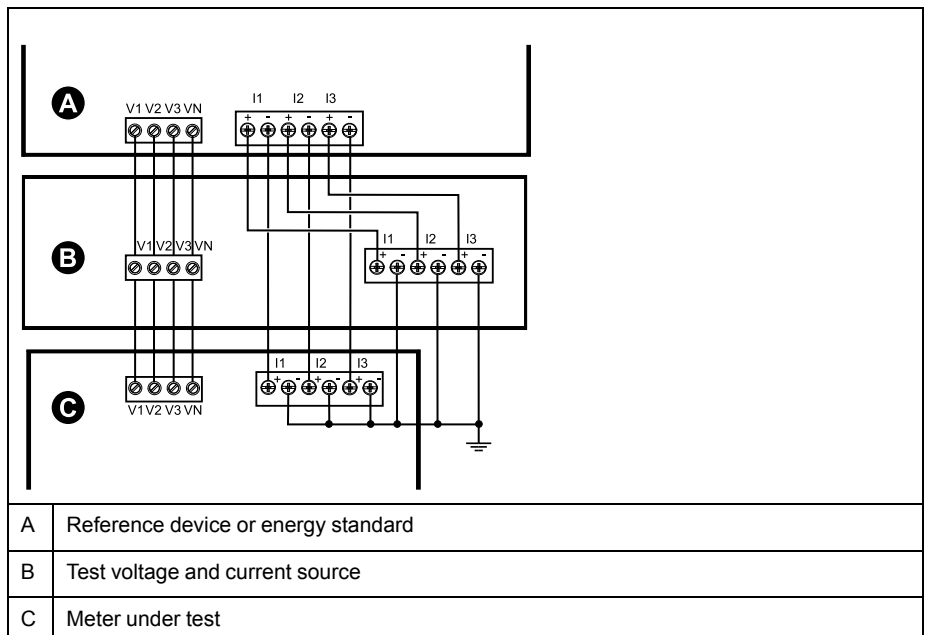 A
V1 V2 V3 VN
I1 I2 I3
+ - + - + -
B
V1 V2 V3 VN
I1 I2 I3
+ - + - + -
C
I1 I2 I3
+ - + - + -
V1 V2 V3 VN
A Reference device or energy standard
B Test voltage and current source
C Meter under test